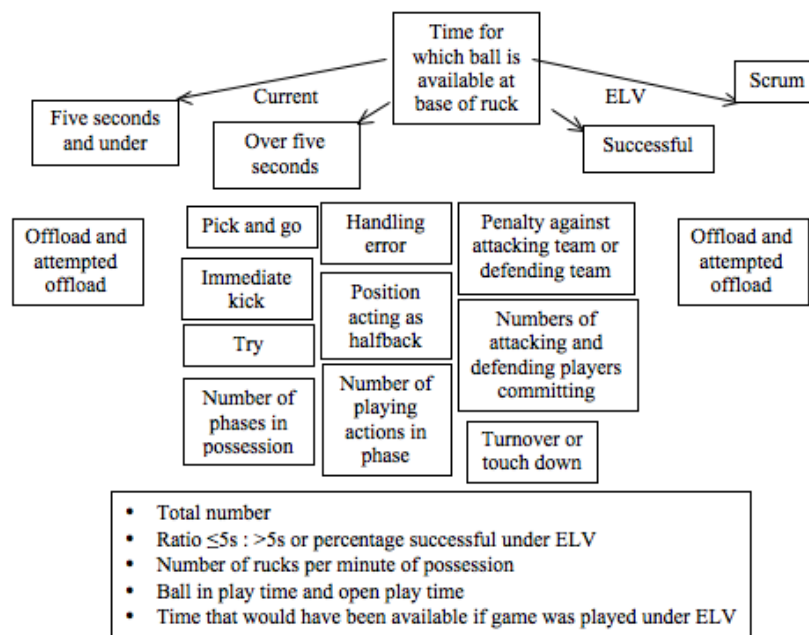 Time for
which ball is
available at
base of ruck
Current
ELV
Scrum
Five seconds
and under
Over five
seconds
Successful
Offload and
attempted
offload
Pick and go
Immediate
kick
Try
Number of
phases in
possession
Handling
error
Position
acting as
halfback
Number of
playing
actions in
phase
Penalty against
attacking team or
defending team
Numbers of
attacking and
defending players
committing
Turnover or
touch down
Offload and
attempted
offload
• Total number
• Ratio ≤5s : >5s or percentage successful under ELV
• Number of rucks per minute of possession
• Ball in play time and open play time
• Time that would have been available if game was played under ELV